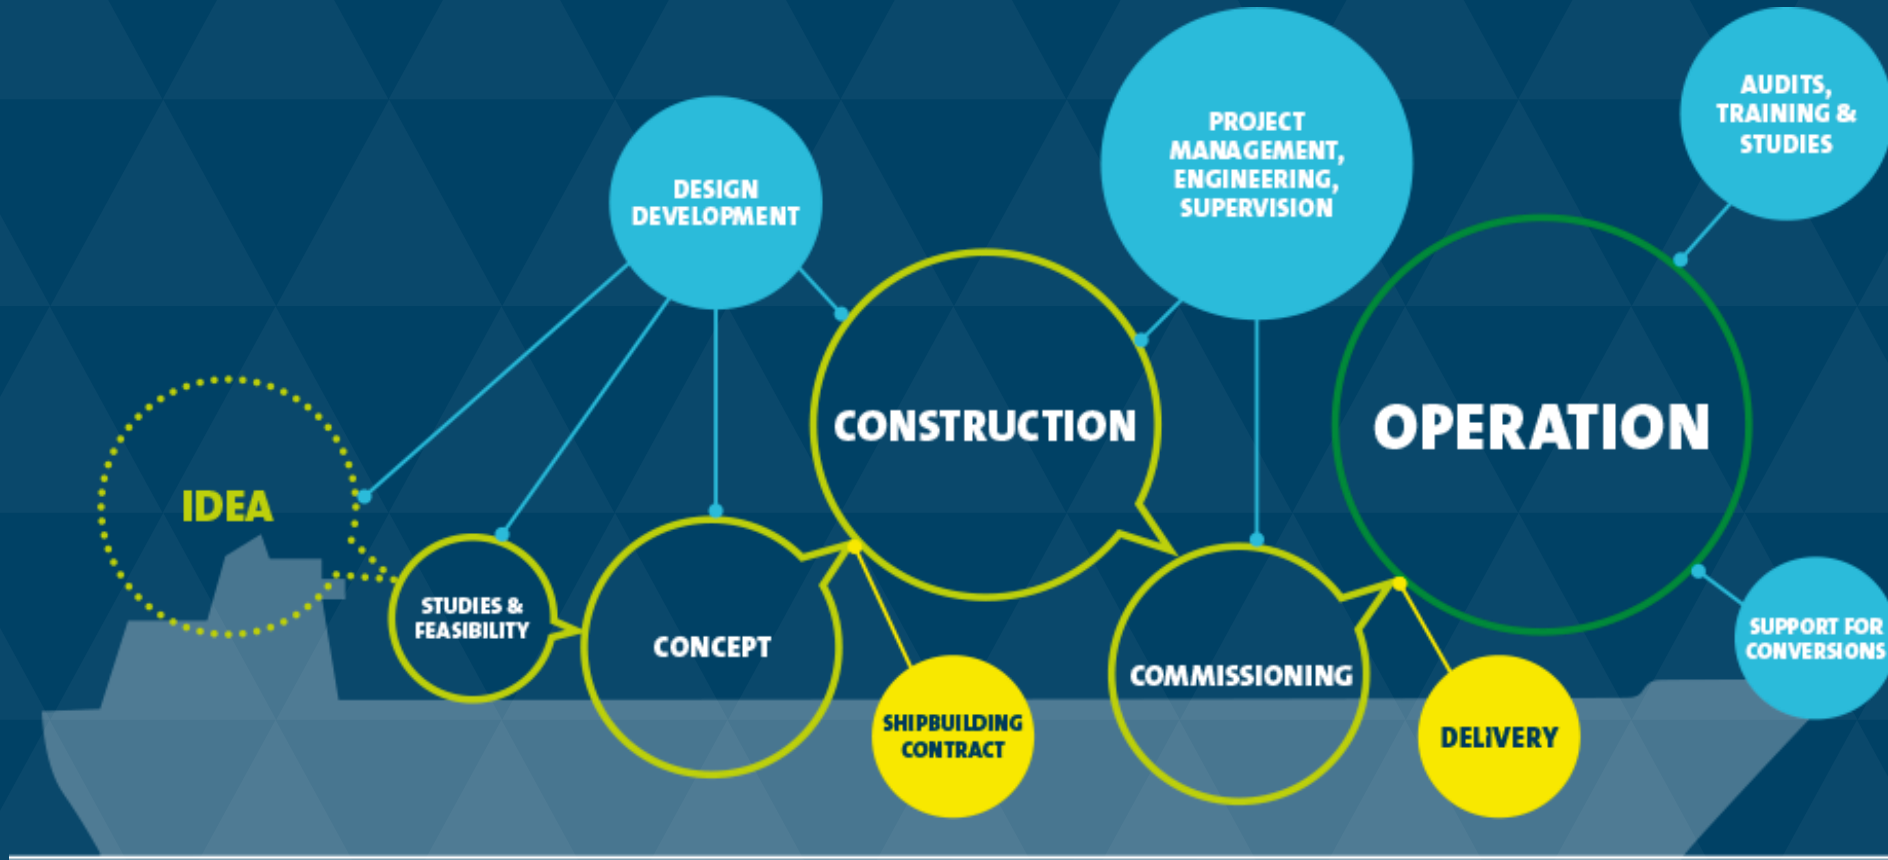 AUDITS,
TRAINING &
STUDIES
PROJECT
MANAGEMENT,
ENGINEERING,
SUPERVISION
DESIGN
DEVELOPMENT
IDEA
STUDIES &
FEASIBILITY
CONCEPT
CONSTRUCTION
SHIPBUILDING
CONTRACT
COMMISSIONING
DELIVERY
OPERATION
SUPPORT FOR
CONVERSIONS